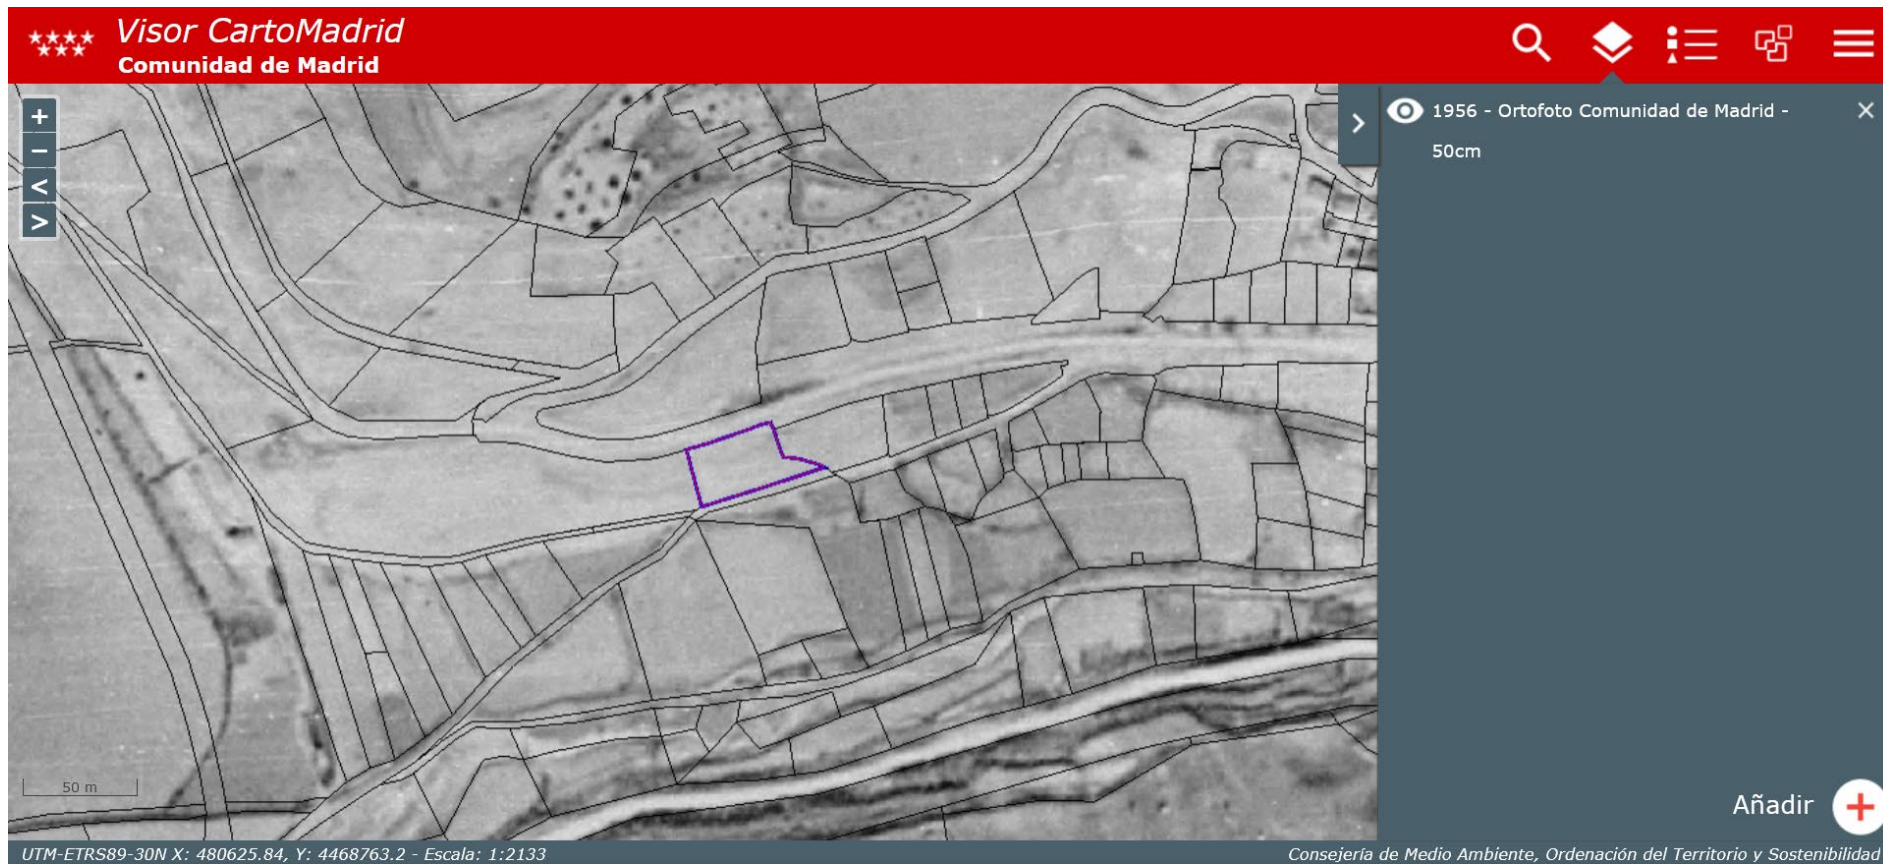 Visor CartoMadrid
Comunidad de Madrid
+
−
<
>
>
1956 - Ortofoto Comunidad de Madrid -
50cm
×
50 m
Añadir
+
UTM-ETRS89-30N X: 480625.84, Y: 4468763.2 - Escala: 1:2133
Consejería de Medio Ambiente, Ordenación del Territorio y Sostenibilidad